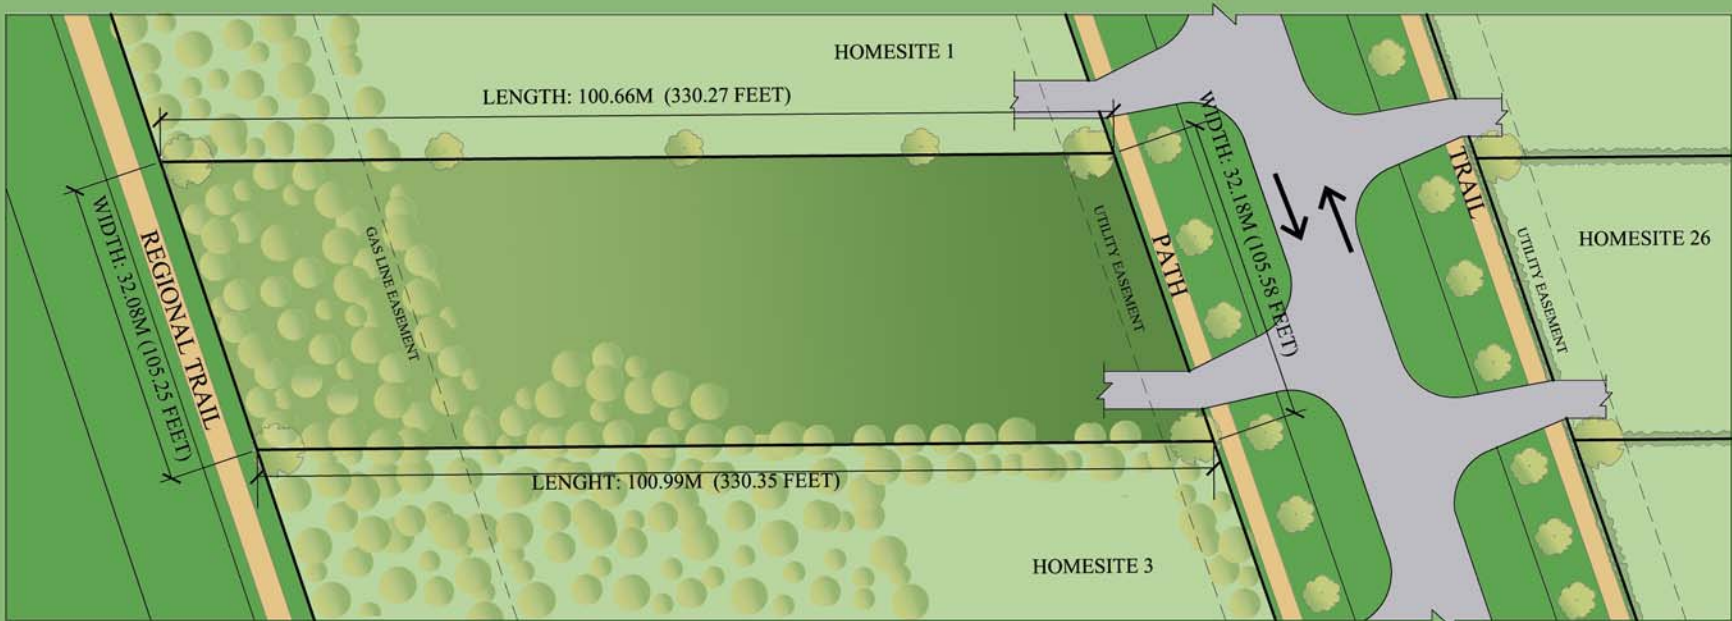 HOMESITE 1
LENGTH: 100.66M (330.27 FEET)
WIDTH: 32.18M (105.58 FEET)
TRAIL
HOMESITE 26
UTILITY EASEMENT
PATH
UTILITY EASEMENT
GAS LINE EASEMENT
REGIONAL TRAIL
WIDTH: 32.08M (105.25 FEET)
LENGHT: 100.99M (330.35 FEET)
HOMESITE 3